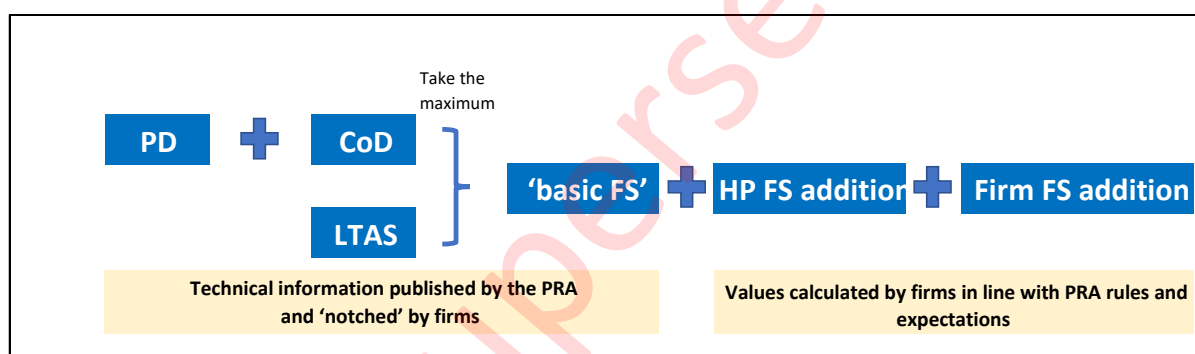 Take the
maximum
PD
CoD
LTAS
‘basic FS’
HP FS addition
Firm FS addition
Technical information published by the PRA
and ‘notched’ by firms
Values calculated by firms in line with PRA rules and
expectations